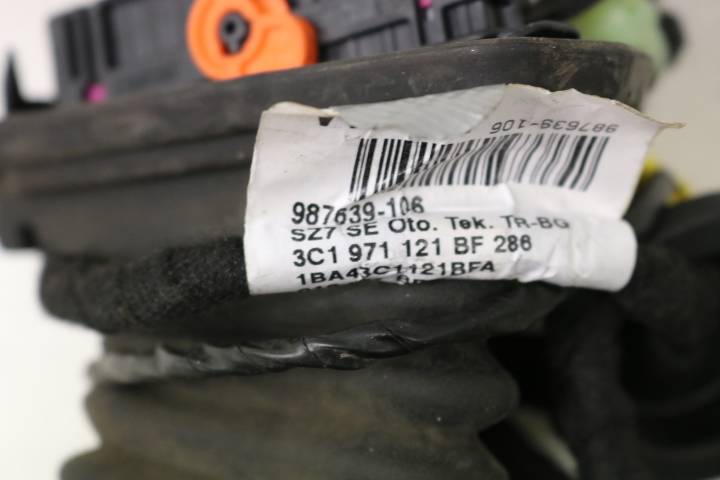 987639-106
987639-106
SZ7 SE Oto. Tek. TR-BG
3C1 971 121 BF 286
1BA43C1121BFA